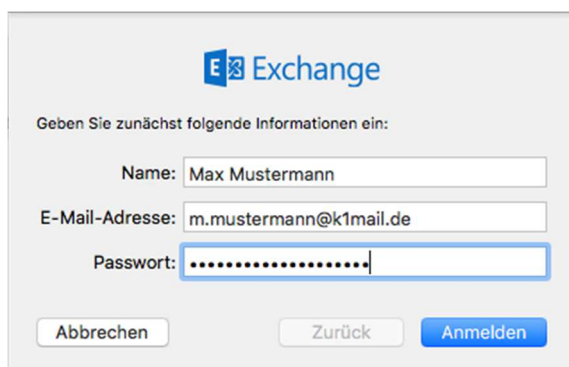 Exchange
Geben Sie zunächst folgende Informationen ein:
Name: Max Mustermann
E-Mail-Adresse: m.mustermann@k1mail.de
Passwort: ••••••••••••••••••••
Abbrechen Zurück Anmelden